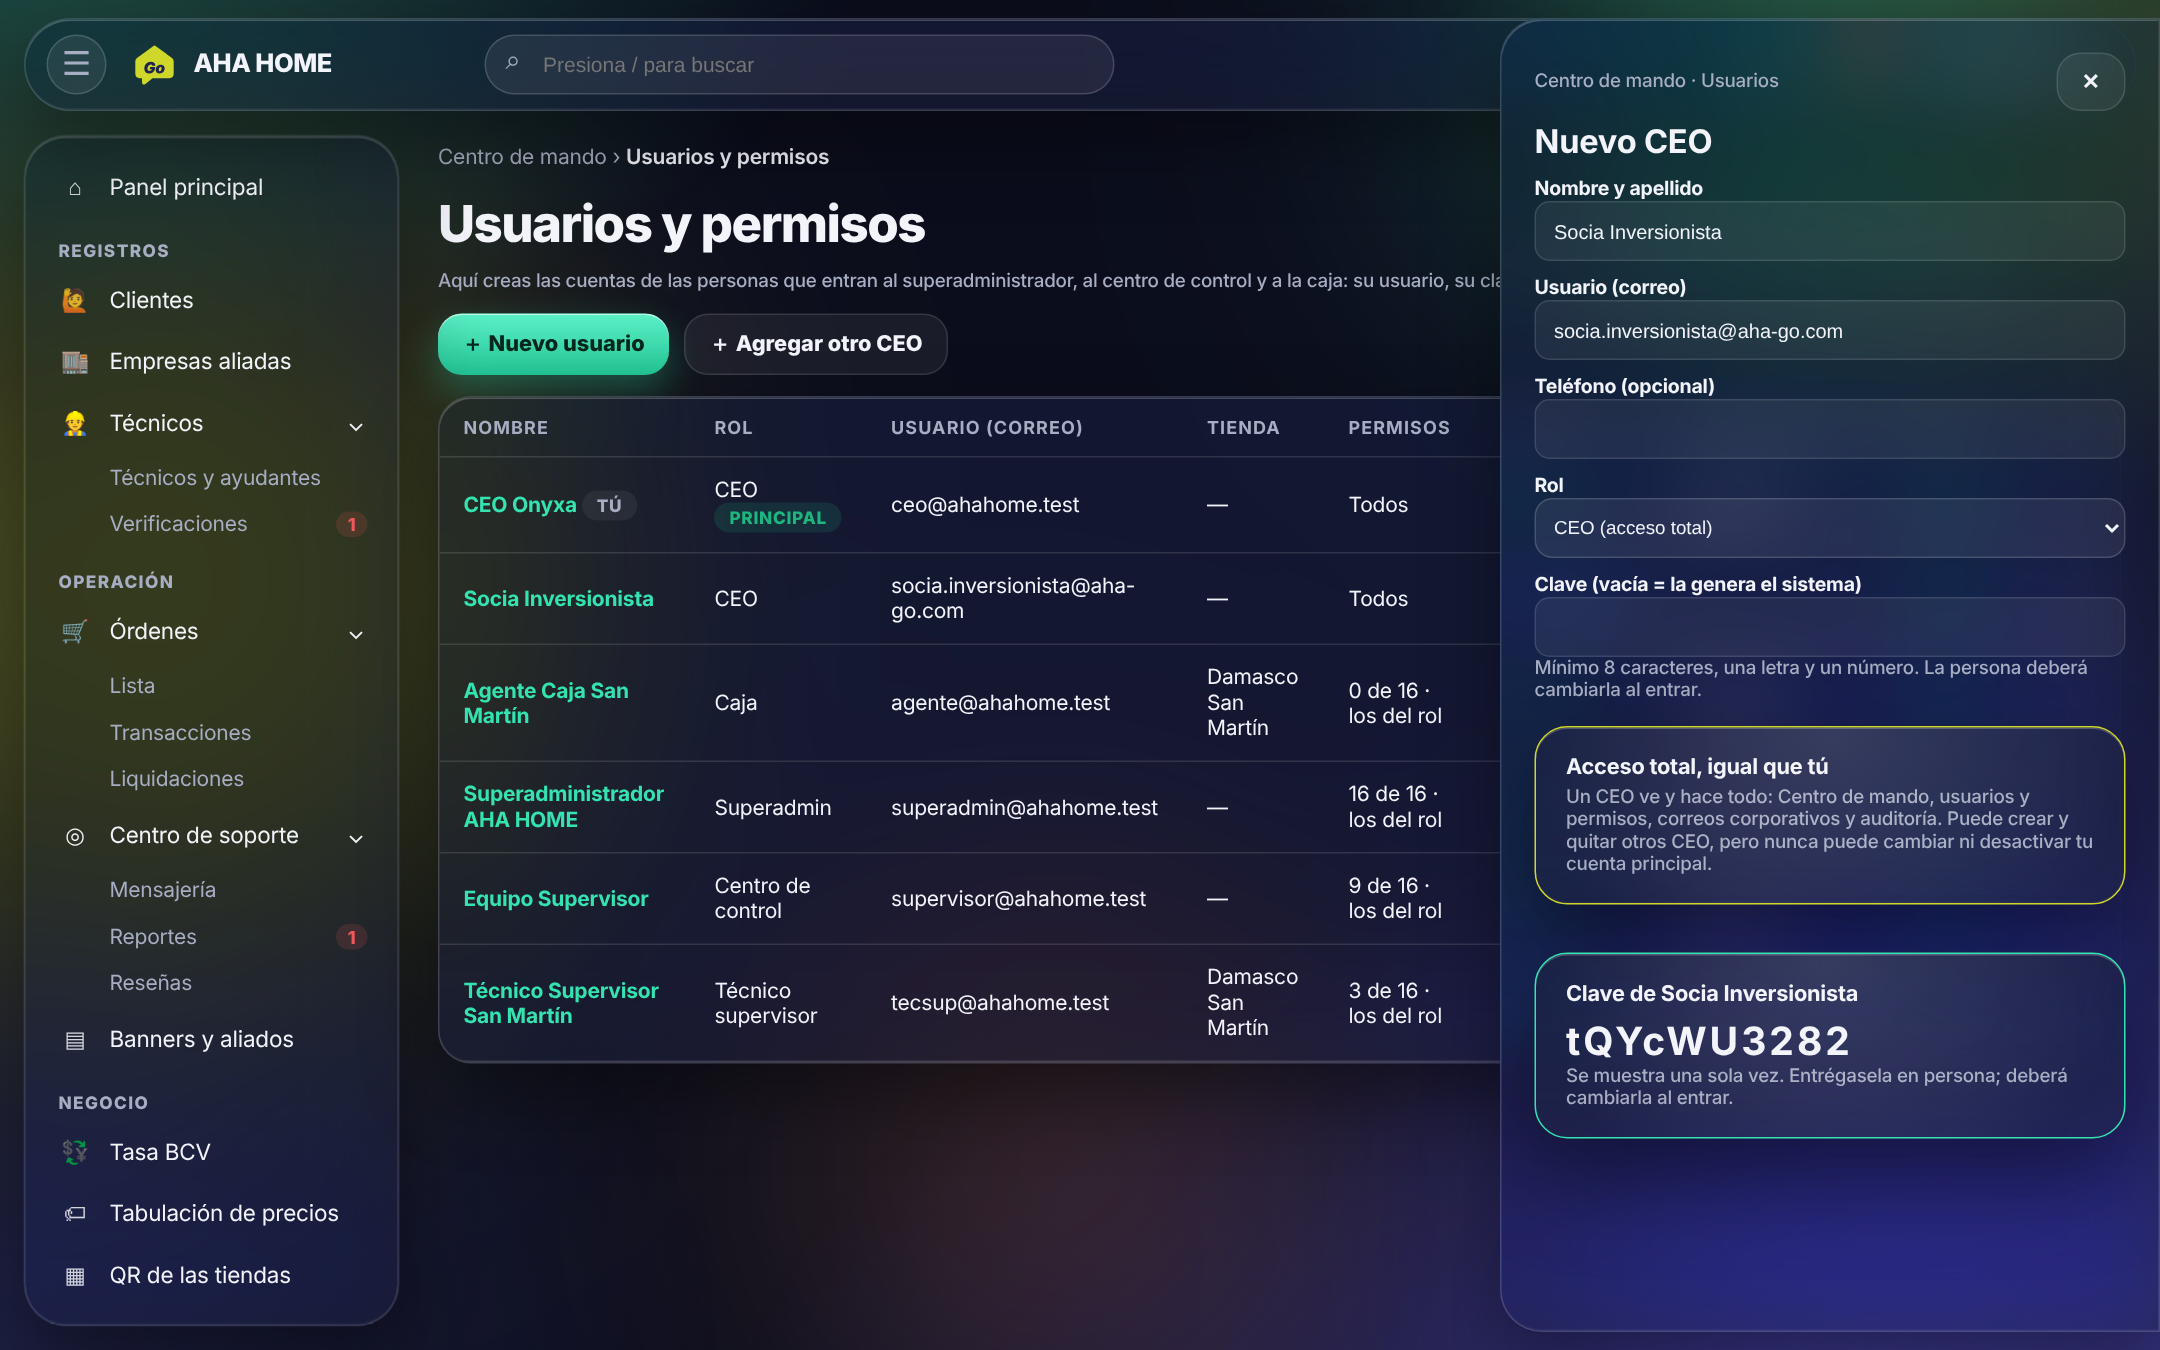 Go
AHA HOME
Presiona / para buscar
Panel principal
REGISTROS
Clientes
Empresas aliadas
Técnicos
Técnicos y ayudantes
Verificaciones 1
OPERACIÓN
Órdenes
Lista
Transacciones
Liquidaciones
Centro de soporte
Mensajería
Reportes 1
Reseñas
Banners y aliados
NEGOCIO
Tasa BCV
Tabulación de precios
QR de las tiendas
Centro de mando › Usuarios y permisos
Usuarios y permisos
Aquí creas las cuentas de las personas que entran al superadministrador, al centro de control y a la caja: su usuario, su cla
+ Nuevo usuario
+ Agregar otro CEO
NOMBRE ROL USUARIO (CORREO) TIENDA PERMISOS
CEO Onyxa TÚ CEO PRINCIPAL ceo@ahahome.test — Todos
Socia Inversionista CEO socia.inversionista@aha-go.com — Todos
Agente Caja San Martín Caja agente@ahahome.test Damasco San Martín 0 de 16 · los del rol
Superadministrador AHA HOME Superadmin superadmin@ahahome.test — 16 de 16 · los del rol
Equipo Supervisor Centro de control supervisor@ahahome.test — 9 de 16 · los del rol
Técnico Supervisor San Martín Técnico supervisor tecsup@ahahome.test Damasco San Martín 3 de 16 · los del rol
Centro de mando · Usuarios
×
Nuevo CEO
Nombre y apellido
Socia Inversionista
Usuario (correo)
socia.inversionista@aha-go.com
Teléfono (opcional)
Rol
CEO (acceso total)
Clave (vacía = la genera el sistema)
Mínimo 8 caracteres, una letra y un número. La persona deberá
cambiarla al entrar.
Acceso total, igual que tú
Un CEO ve y hace todo: Centro de mando, usuarios y
permisos, correos corporativos y auditoría. Puede crear y
quitar otros CEO, pero nunca puede cambiar ni desactivar tu
cuenta principal.
Clave de Socia Inversionista
tQYcWU3282
Se muestra una sola vez. Entrégasela en persona; deberá
cambiarla al entrar.